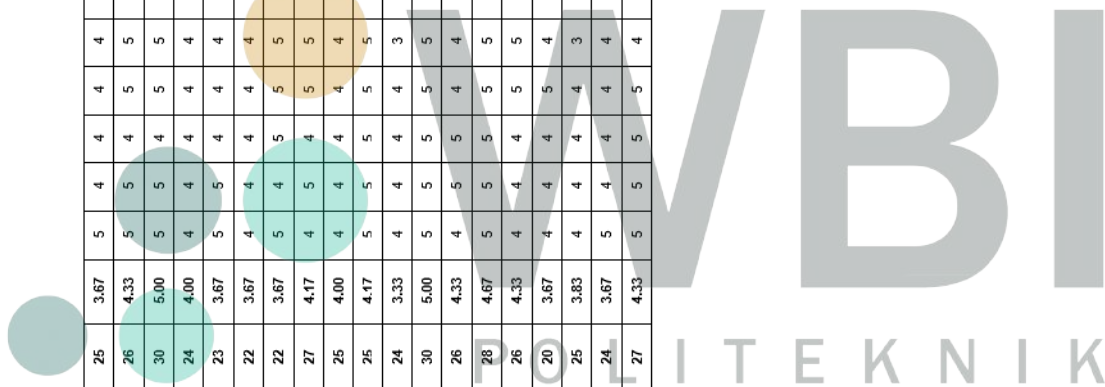 25 3.67 5 4 4 4 4
26 4.33 5 5 4 5 5
30 5.00 5 5 4 5 5
24 4.00 4 4 4 4 4
23 3.67 5 5 4 4 4
22 3.67 4 4 4 4 4
22 3.67 5 4 5 5 5
27 4.17 4 5 4 5 5
25 4.00 4 4 4 4 4
25 4.17 5 5 5 5 5
24 3.33 4 4 4 4 3
30 5.00 5 5 5 5 5
26 4.33 4 5 5 4 4
28 4.67 5 5 5 5 5
26 4.33 4 4 4 5 5
20 3.67 4 4 4 5 4
25 3.83 4 4 4 4 3
24 3.67 5 4 4 4 4
27 4.33 5 5 5 5 4
WBI
POLITEKNIK